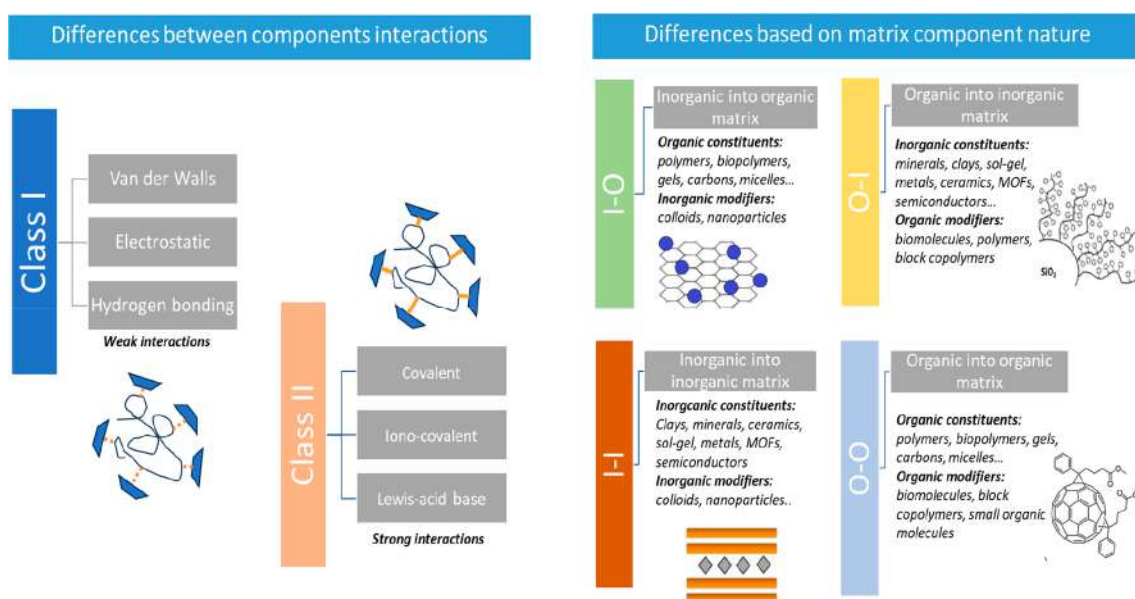 Differences between components interactions
Class I
Van der Walls
Electrostatic
Hydrogen bonding
Weak interactions
Class II
Covalent
Iono-covalent
Lewis-acid base
Strong interactions
Differences based on matrix component nature
I-O
Inorganic into organic
matrix
Organic constituents:
polymers, biopolymers,
gels, carbons, micelles...
Inorganic modifiers:
colloids, nanoparticles
O-I
Organic into inorganic
matrix
Inorganic constituents:
minerals, clays, sol-gel,
metals, ceramics, MOFs,
semiconductors...
Organic modifiers:
biomolecules, polymers,
block copolymers
SiO₂
I-I
Inorganic into
inorganic matrix
Inorgcanic constituents:
Clays, minerals, ceramics,
sol-gel, metals, MOFs,
semiconductors
Inorganic modifiers:
colloids, nanoparticles..
O-O
Organic into organic
matrix
Organic constituents:
polymers, biopolymers, gels,
carbons, micelles...
Organic modifiers:
biomolecules, block
copolymers, small organic
molecules